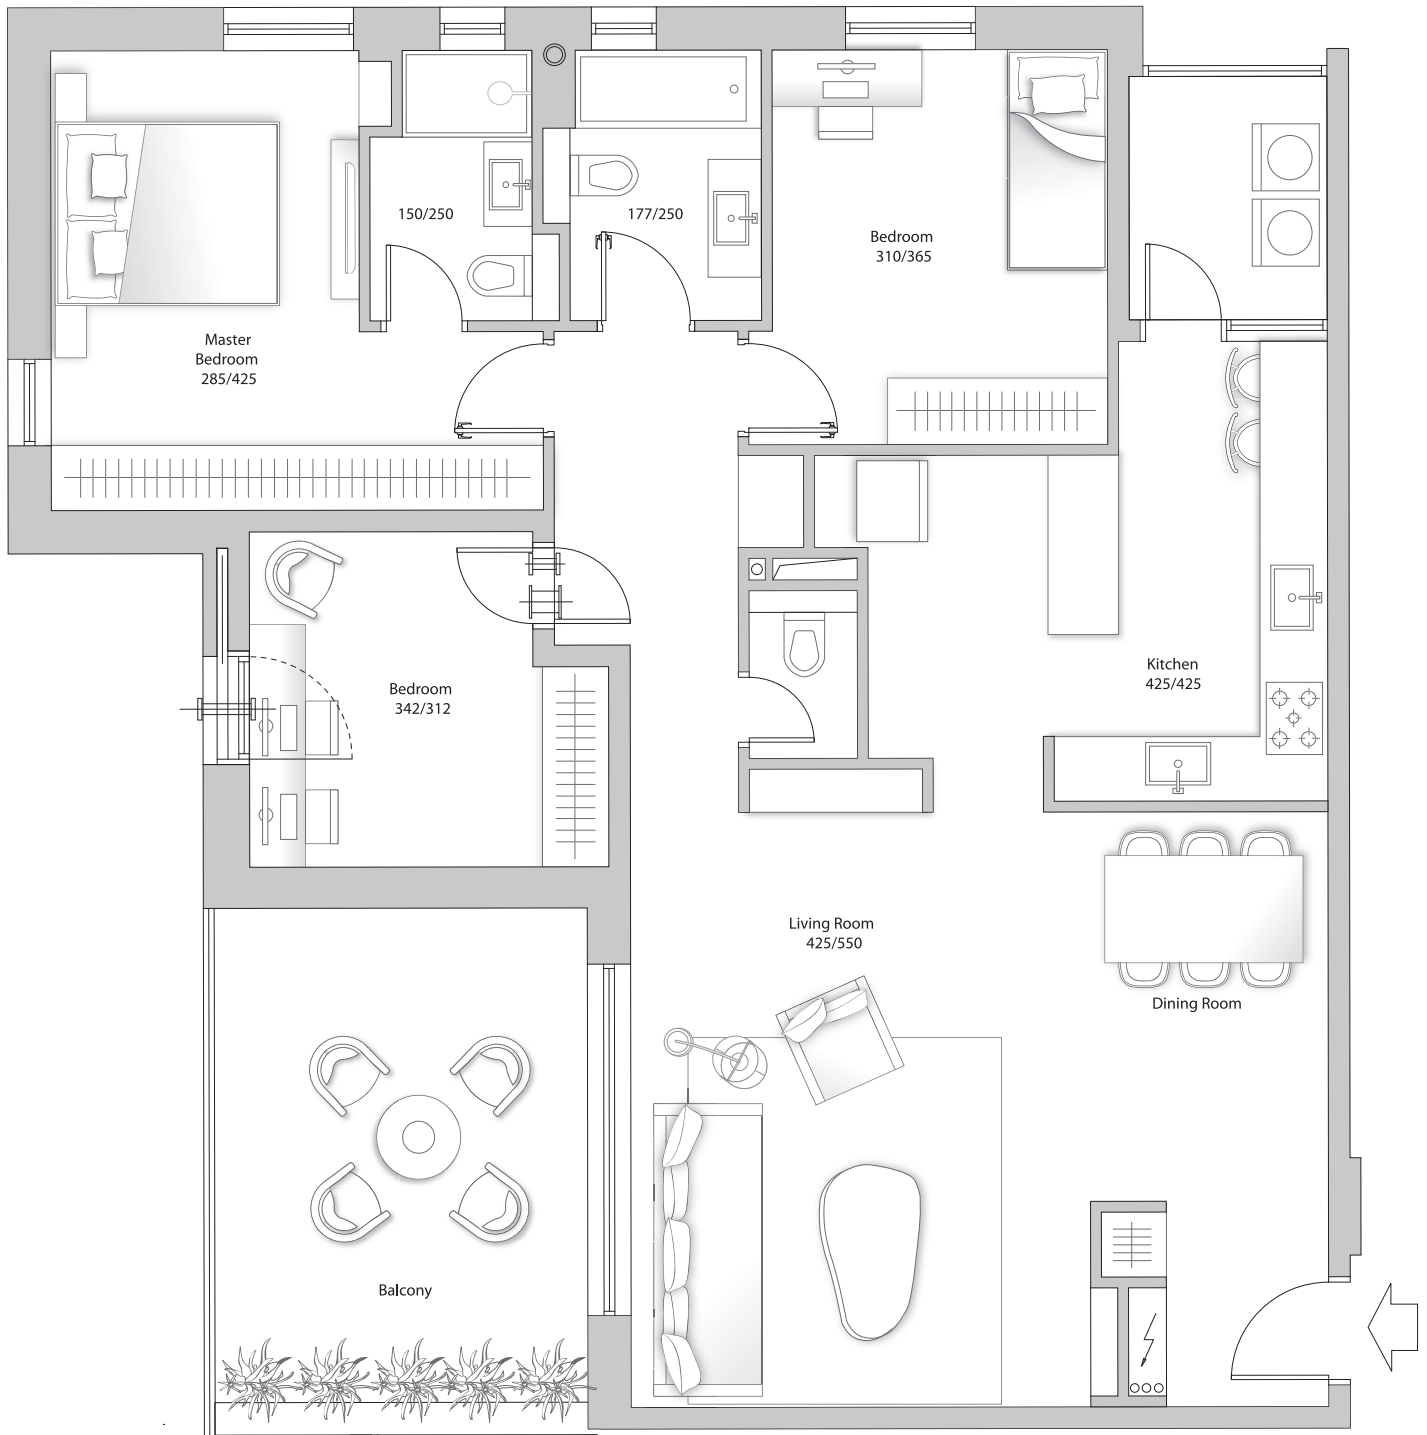 150/250
177/250
Bedroom
310/365
Master
Bedroom
285/425
Kitchen
425/425
Bedroom
342/312
Living Room
425/550
Dining Room
Balcony